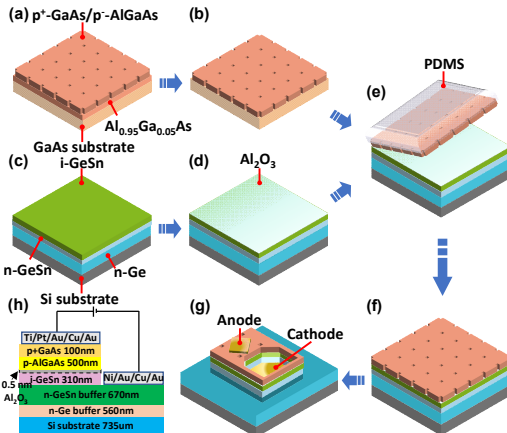 (a) p⁺-GaAs/p⁻-AlGaAs
(b)
Al₀.₉₅Ga₀.₀₅As
GaAs substrate
PDMS
(e)
(c) i-GeSn
(d) Al₂O₃
n-GeSn
n-Ge
Si substrate
(h)
Ti/Pt/Au/Cu/Au
p+GaAs 100nm
p-AlGaAs 500nm
i-GeSn 310nm
Ni/Au/Cu/Au
0.5 nm
Al₂O₃
n-GeSn buffer 670nm
n-Ge buffer 560nm
Si substrate 735um
(g)
Anode
Cathode
(f)